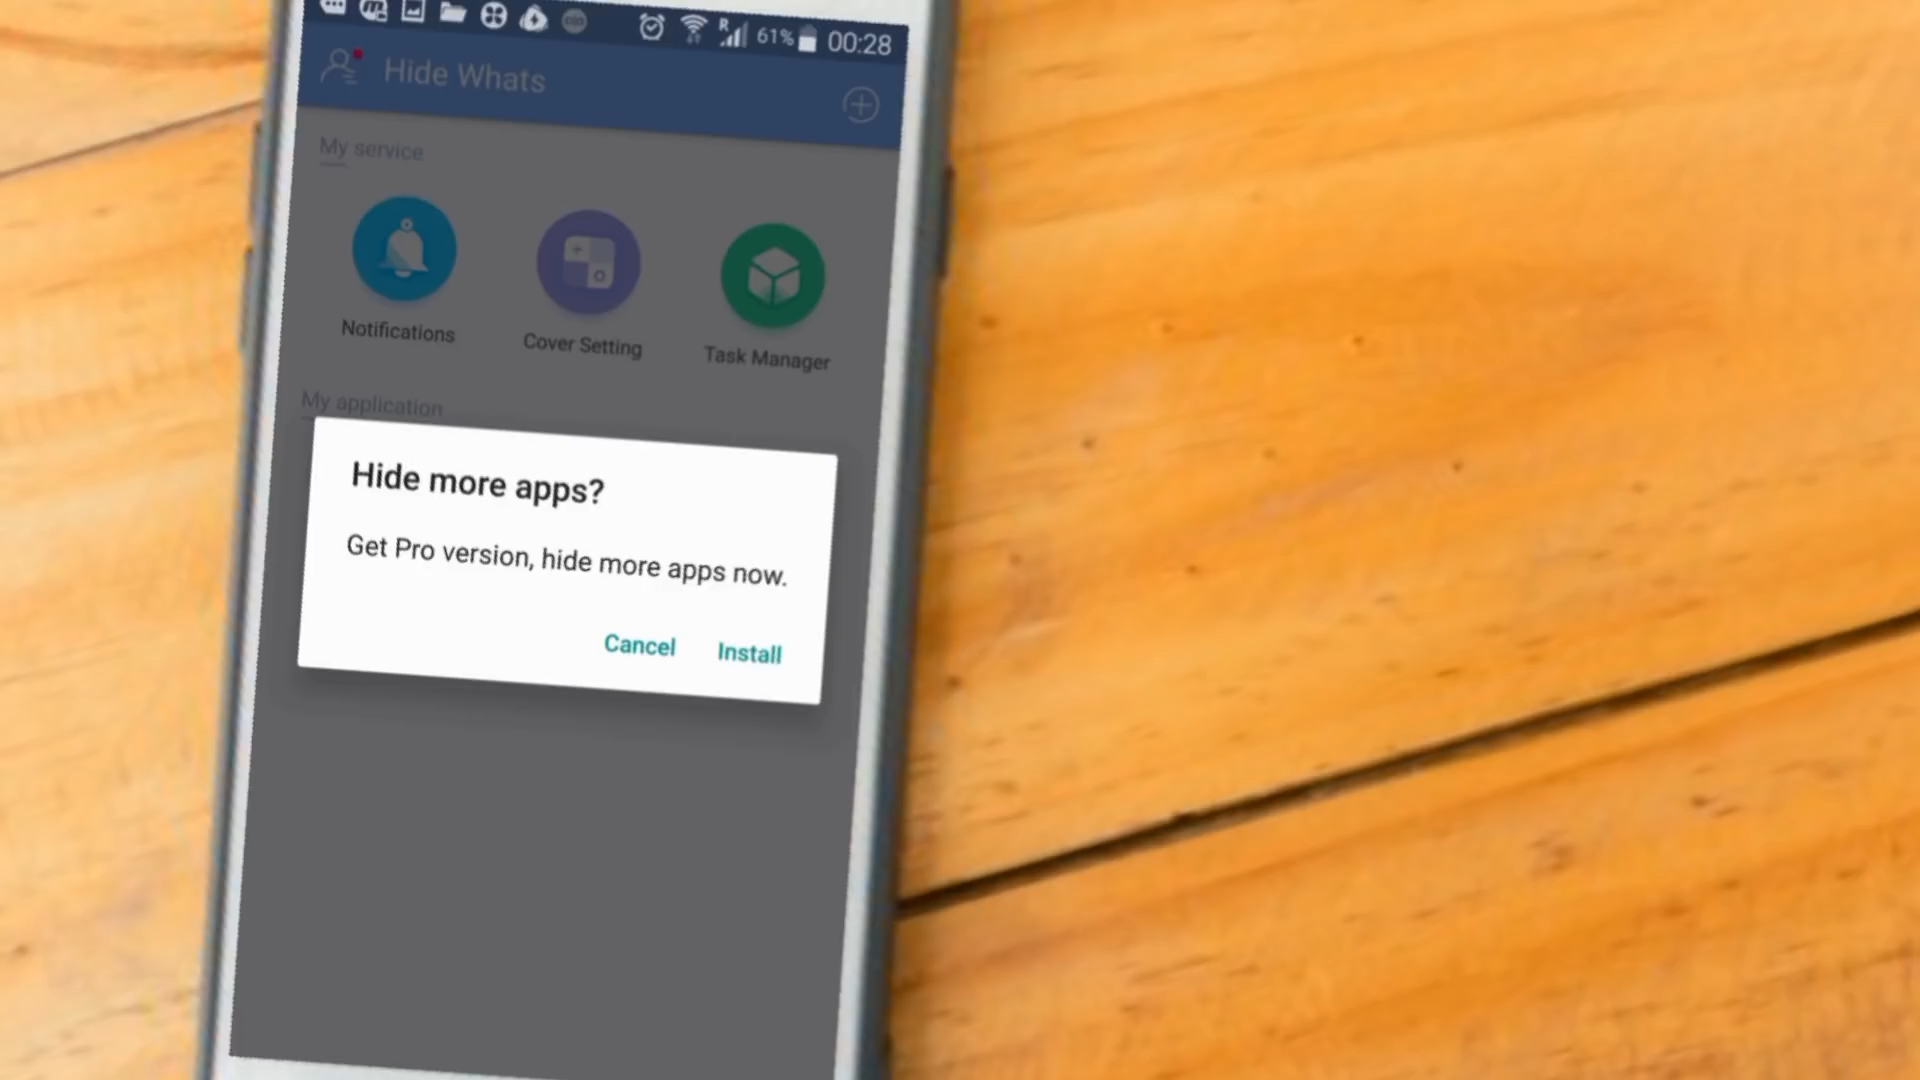 R 61% 00:28
Hide Whats
My service
Notifications Cover Setting Task Manager
My application
Hide more apps?
Get Pro version, hide more apps now.
Cancel Install